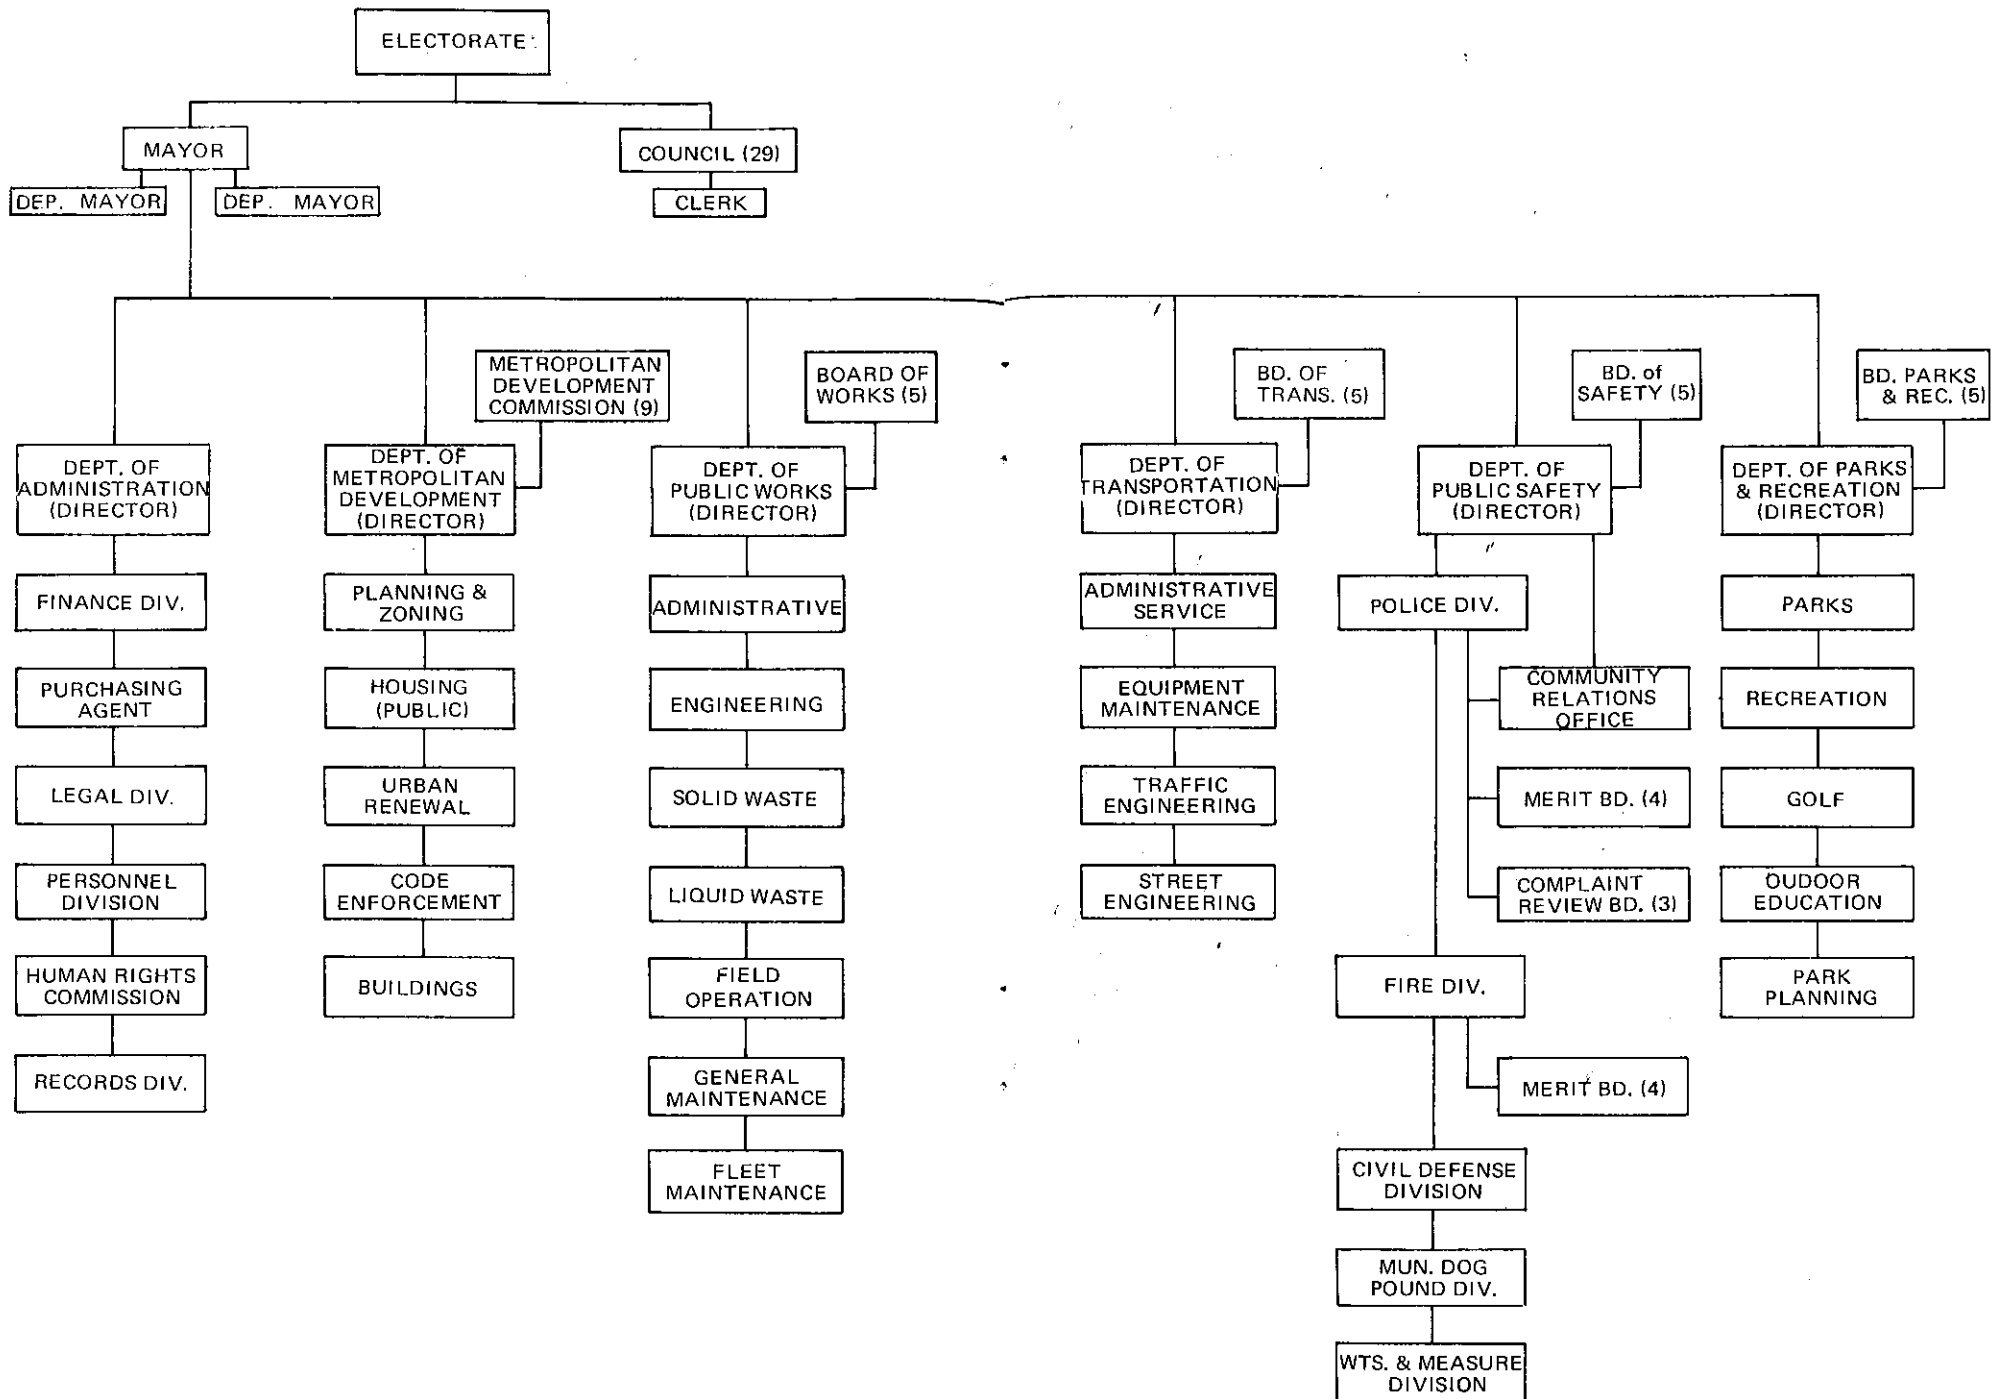 ELECTORATE
MAYOR
COUNCIL (29)
DEP. MAYOR
DEP. MAYOR
CLERK
METROPOLITAN
DEVELOPMENT
COMMISSION (9)
BOARD OF
WORKS (5)
BD. OF
TRANS. (5)
BD. of
SAFETY (5)
BD. PARKS
& REC. (5)
DEPT. OF
ADMINISTRATION
(DIRECTOR)
DEPT. OF
METROPOLITAN
DEVELOPMENT
(DIRECTOR)
DEPT. OF
PUBLIC WORKS
(DIRECTOR)
DEPT. OF
TRANSPORTATION
(DIRECTOR)
DEPT. OF
PUBLIC SAFETY
(DIRECTOR)
DEPT. OF PARKS
& RECREATION
(DIRECTOR)
FINANCE DIV.
PURCHASING
AGENT
LEGAL DIV.
PERSONNEL
DIVISION
HUMAN RIGHTS
COMMISSION
RECORDS DIV.
PLANNING &
ZONING
HOUSING
(PUBLIC)
URBAN
RENEWAL
CODE
ENFORCEMENT
BUILDINGS
ADMINISTRATIVE
ENGINEERING
SOLID WASTE
LIQUID WASTE
FIELD
OPERATION
GENERAL
MAINTENANCE
FLEET
MAINTENANCE
ADMINISTRATIVE
SERVICE
EQUIPMENT
MAINTENANCE
TRAFFIC
ENGINEERING
STREET
ENGINEERING
POLICE DIV.
COMMUNITY
RELATIONS
OFFICE
MERIT BD. (4)
COMPLAINT
REVIEW BD. (3)
FIRE DIV.
MERIT BD. (4)
CIVIL DEFENSE
DIVISION
MUN. DOG
POUND DIV.
WTS. & MEASURE
DIVISION
PARKS
RECREATION
GOLF
OUDOOR
EDUCATION
PARK
PLANNING